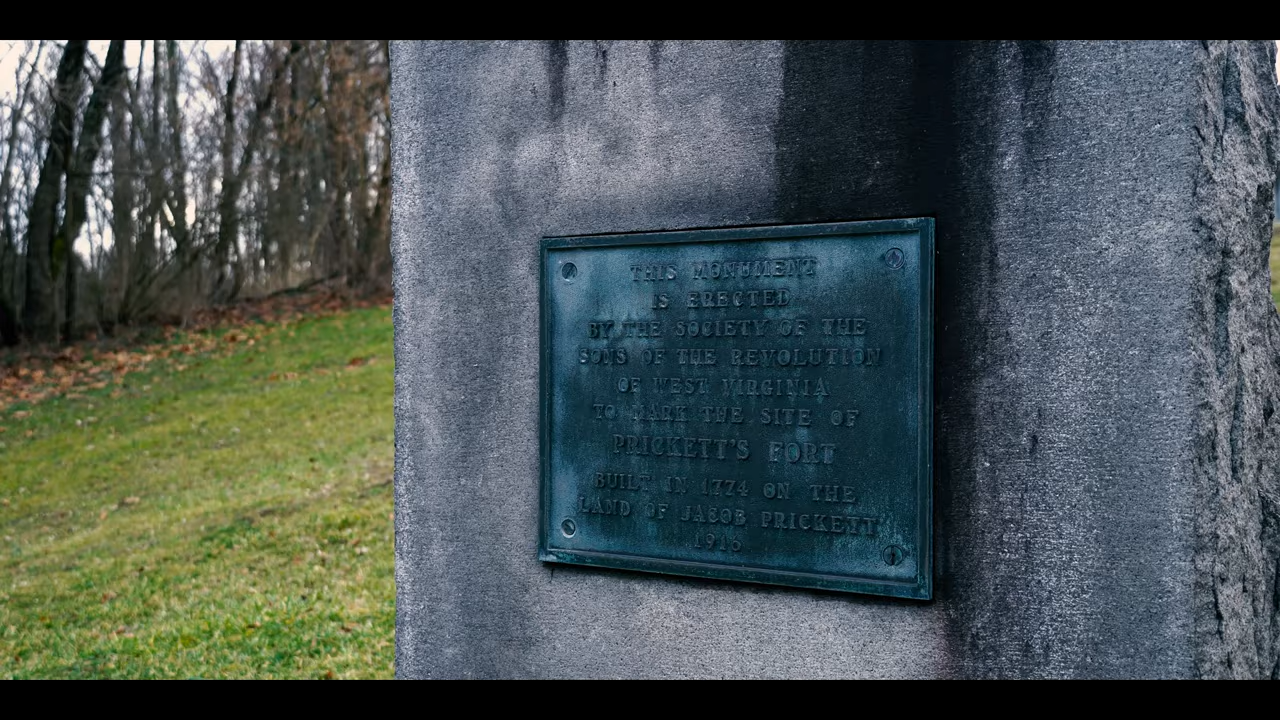 THIS MONUMENT
IS ERECTED
BY THE SOCIETY OF THE
SONS OF THE REVOLUTION
OF WEST VIRGINIA
TO MARK THE SITE OF
PRICKETT'S FORT
BUILT IN 1774 ON THE
LAND OF JACOB PRICKETT
1916